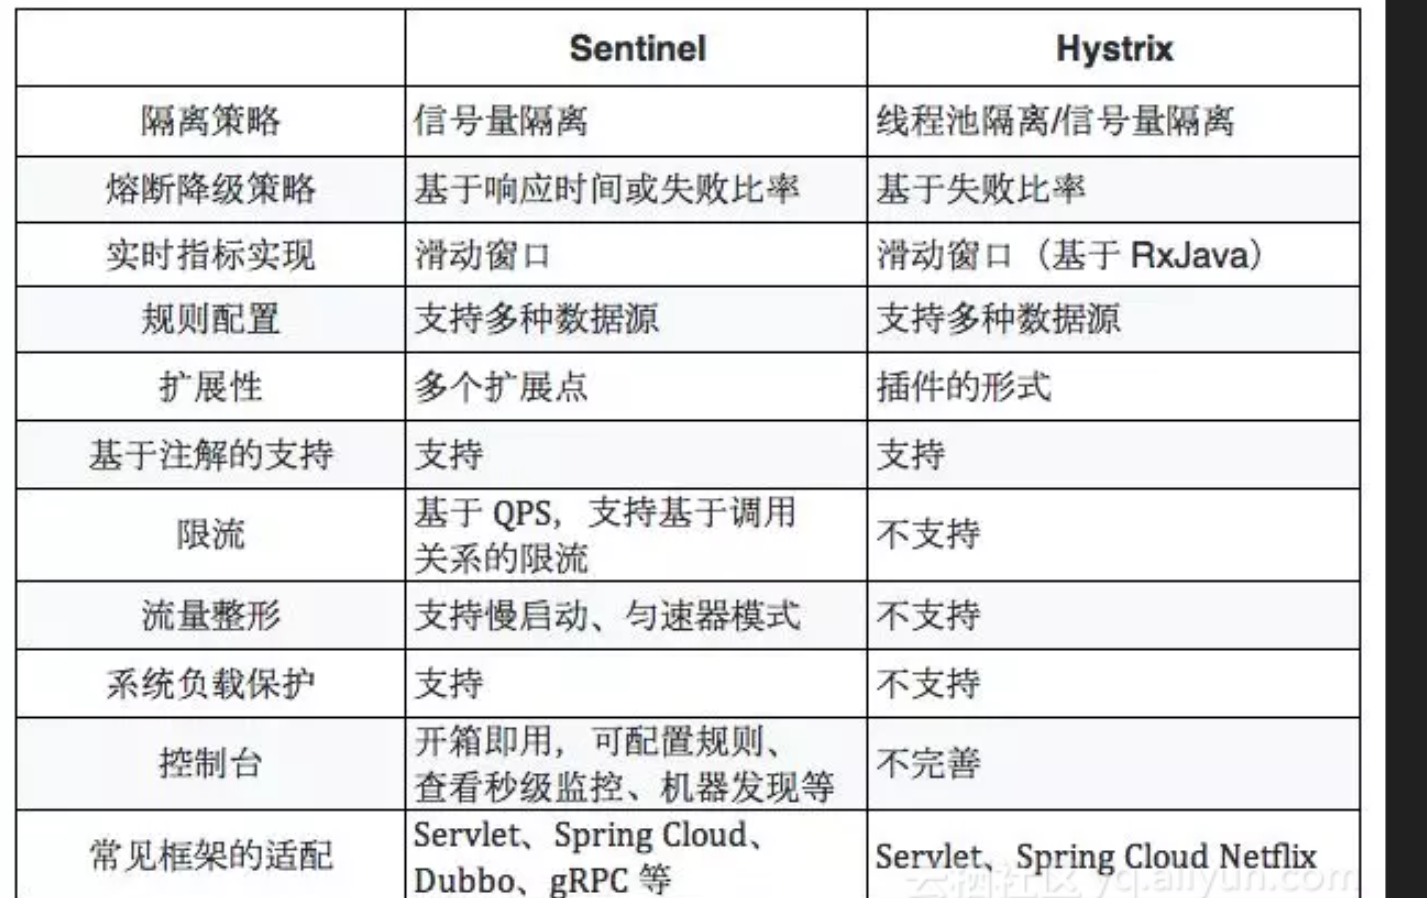 Sentinel Hystrix
隔离策略 信号量隔离 线程池隔离/信号量隔离
熔断降级策略 基于响应时间或失败比率 基于失败比率
实时指标实现 滑动窗口 滑动窗口（基于 RxJava）
规则配置 支持多种数据源 支持多种数据源
扩展性 多个扩展点 插件的形式
基于注解的支持 支持 支持
限流 基于 QPS，支持基于调用
关系的限流 不支持
流量整形 支持慢启动、匀速器模式 不支持
系统负载保护 支持 不支持
控制台 开箱即用，可配置规则、
查看秒级监控、机器发现等 不完善
常见框架的适配 Servlet、Spring Cloud、
Dubbo、gRPC 等 Servlet、Spring Cloud Netflix
云栖社区 yq.aliyun.com